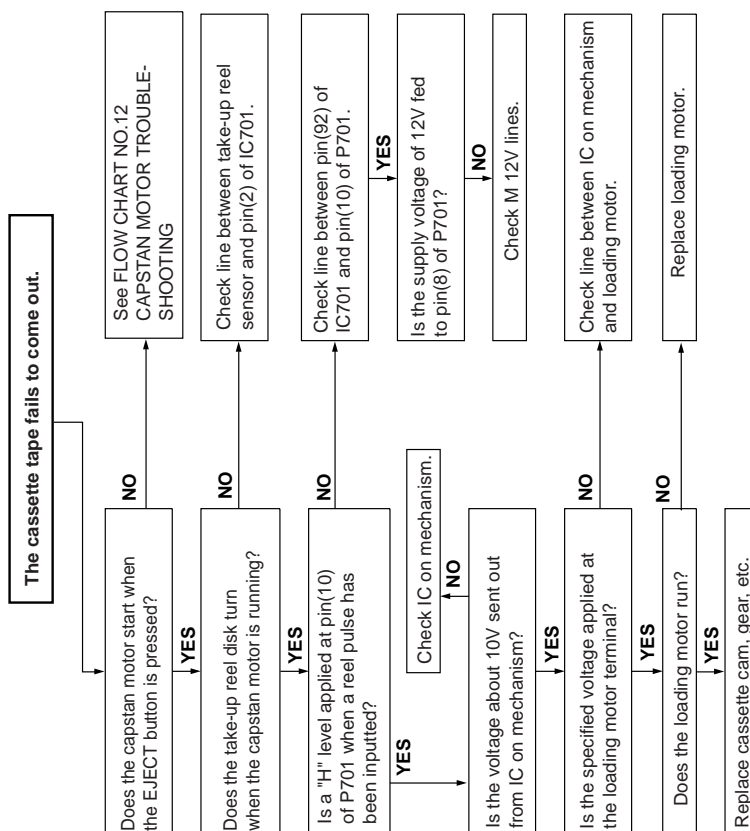 The cassette tape fails to come out.
Does the capstan motor start when
the EJECT button is pressed?
NO
See FLOW CHART NO.12
CAPSTAN MOTOR TROUBLE-
SHOOTING
YES
Does the take-up reel disk turn
when the capstan motor is running?
NO
Check line between take-up reel
sensor and pin(2) of IC701.
YES
Is a "H" level applied at pin(10)
of P701 when a reel pulse has
been inputted?
NO
Check line between pin(92) of
IC701 and pin(10) of P701.
YES
Is the supply voltage of 12V fed
to pin(8) of P701?
NO
Check M 12V lines.
YES
Is the voltage about 10V sent out
from IC on mechanism?
NO
Check IC on mechanism.
YES
Is the specified voltage applied at
the loading motor terminal?
NO
Check line between IC on mechanism
and loading motor.
YES
Does the loading motor run?
NO
Replace loading motor.
YES
Replace cassette cam, gear, etc.